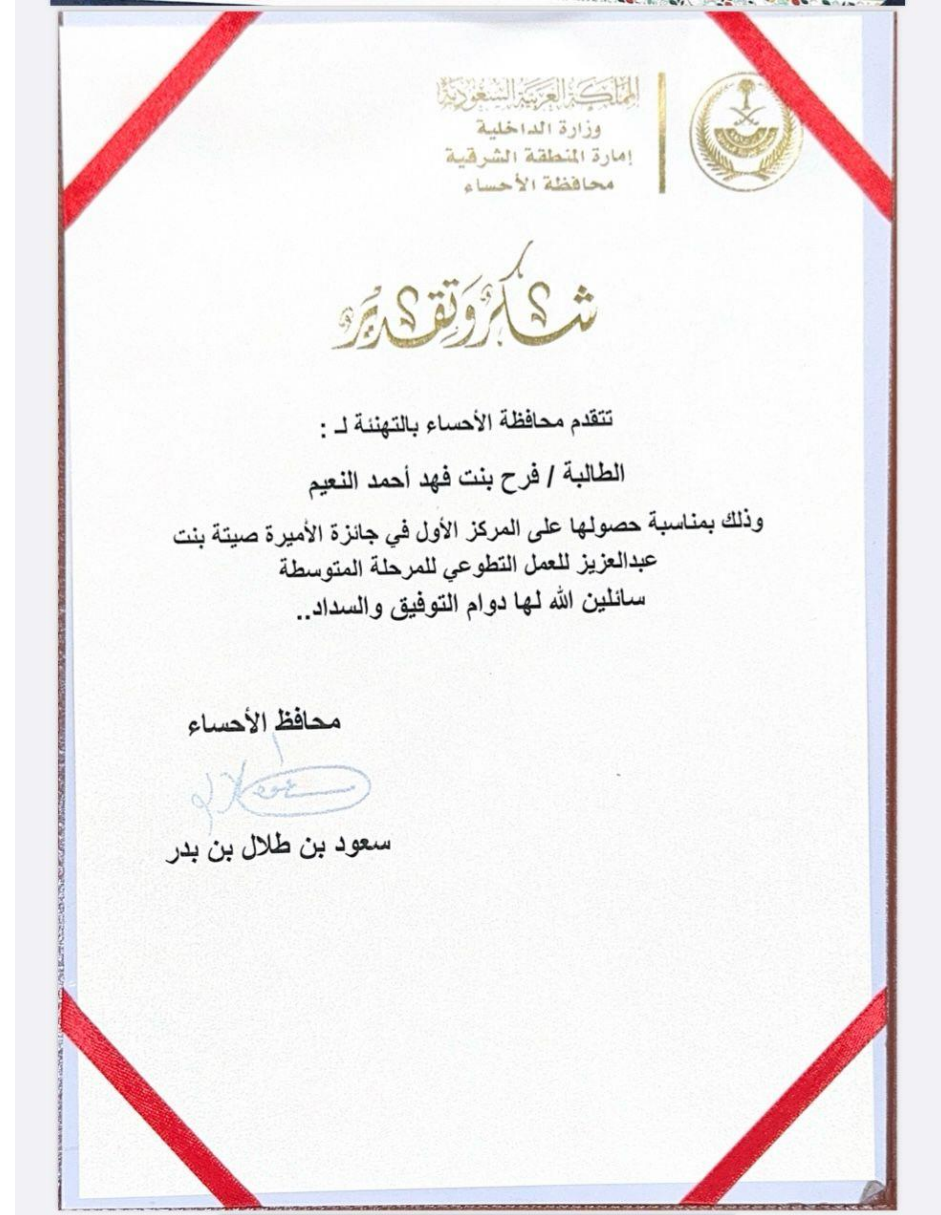 المملكة العربية السعودية
وزارة الداخلية
إمارة المنطقة الشرقية
محافظة الأحساء
شكر وتقدير
تتقدم محافظة الأحساء بالتهنئة لـ :
الطالبة / فرح بنت فهد أحمد النعيم
وذلك بمناسبة حصولها على المركز الأول في جائزة الأميرة صيتة بنت
عبدالعزيز للعمل التطوعي للمرحلة المتوسطة
سائلين الله لها دوام التوفيق والسداد..
محافظ الأحساء
سعود بن طلال بن بدر